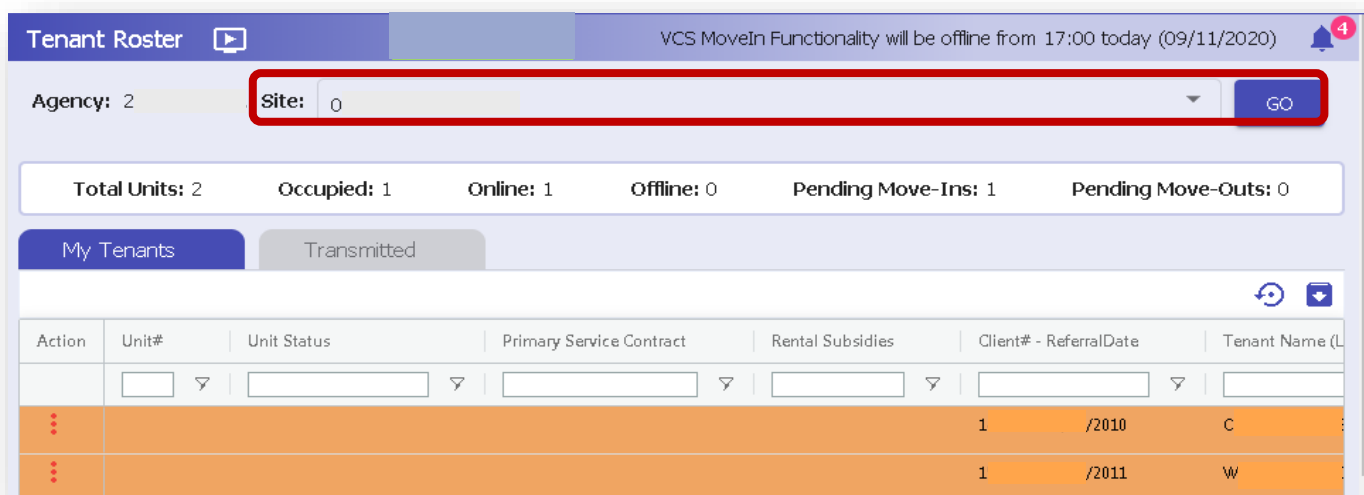 Tenant Roster VCS MoveIn Functionality will be offline from 17:00 today (09/11/2020) 4
Agency: 2 Site: 0 GO
Total Units: 2 Occupied: 1 Online: 1 Offline: 0 Pending Move-Ins: 1 Pending Move-Outs: 0
My Tenants Transmitted
Action Unit# Unit Status Primary Service Contract Rental Subsidies Client# - ReferralDate Tenant Name (L
1 /2010 C
1 /2011 W